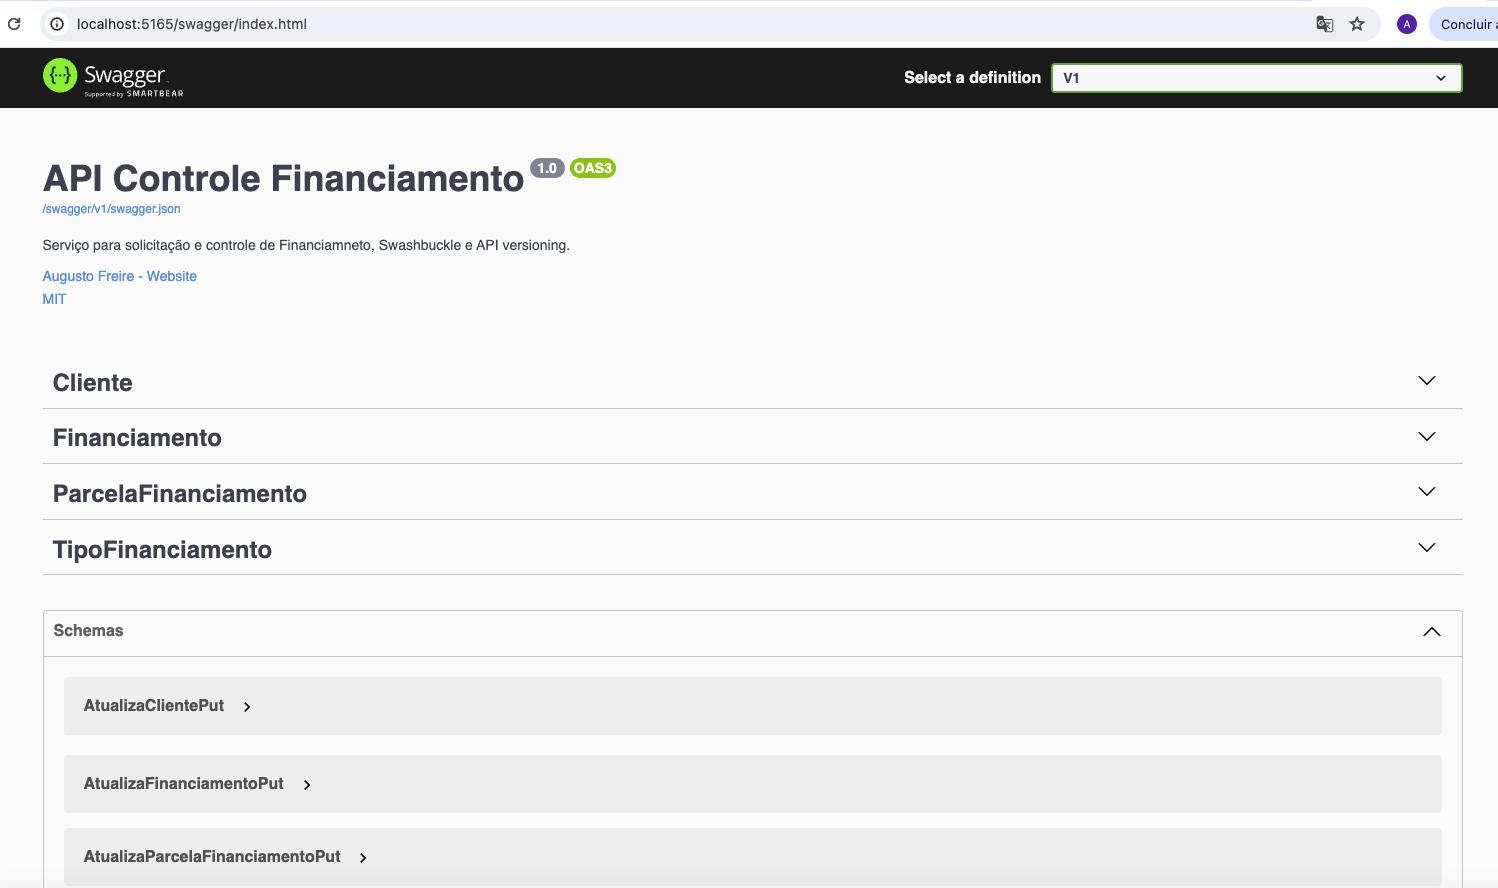 localhost:5165/swagger/index.html
A
Concluir a
Swagger
Supported by SMARTBEAR
Select a definition
V1
API Controle Financiamento 1.0 OAS3
/swagger/v1/swagger.json
Serviço para solicitação e controle de Financiamneto, Swashbuckle e API versioning.
Augusto Freire - Website
MIT
Cliente
Financiamento
ParcelaFinanciamento
TipoFinanciamento
Schemas
AtualizaClientePut
AtualizaFinanciamentoPut
AtualizaParcelaFinanciamentoPut